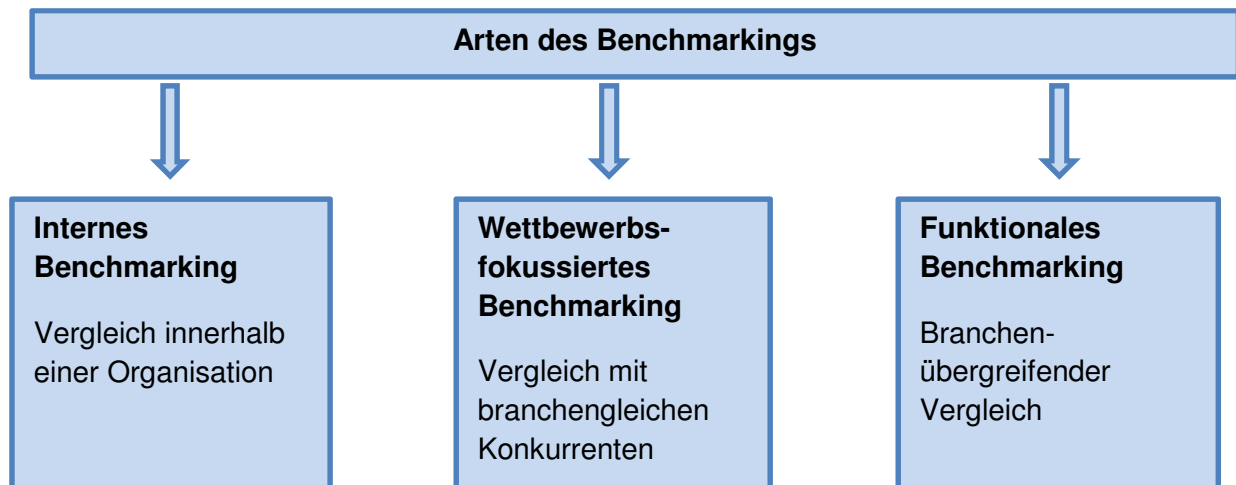 Arten des Benchmarkings
Internes
Benchmarking
Vergleich innerhalb
einer Organisation
Wettbewerbs-
fokussiertes
Benchmarking
Vergleich mit
branchengleichen
Konkurrenten
Funktionales
Benchmarking
Branchen-
übergreifender
Vergleich